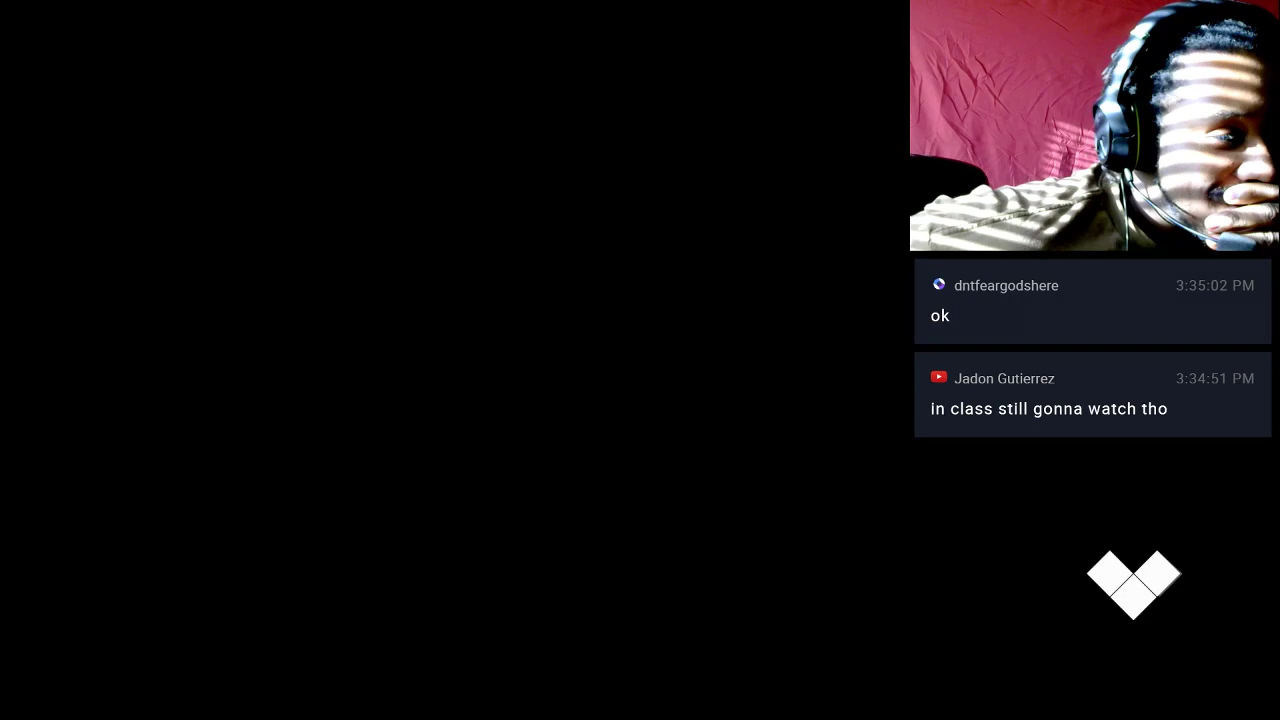 dntfeargodshere 3:35:02 PM
ok
Jadon Gutierrez 3:34:51 PM
in class still gonna watch tho